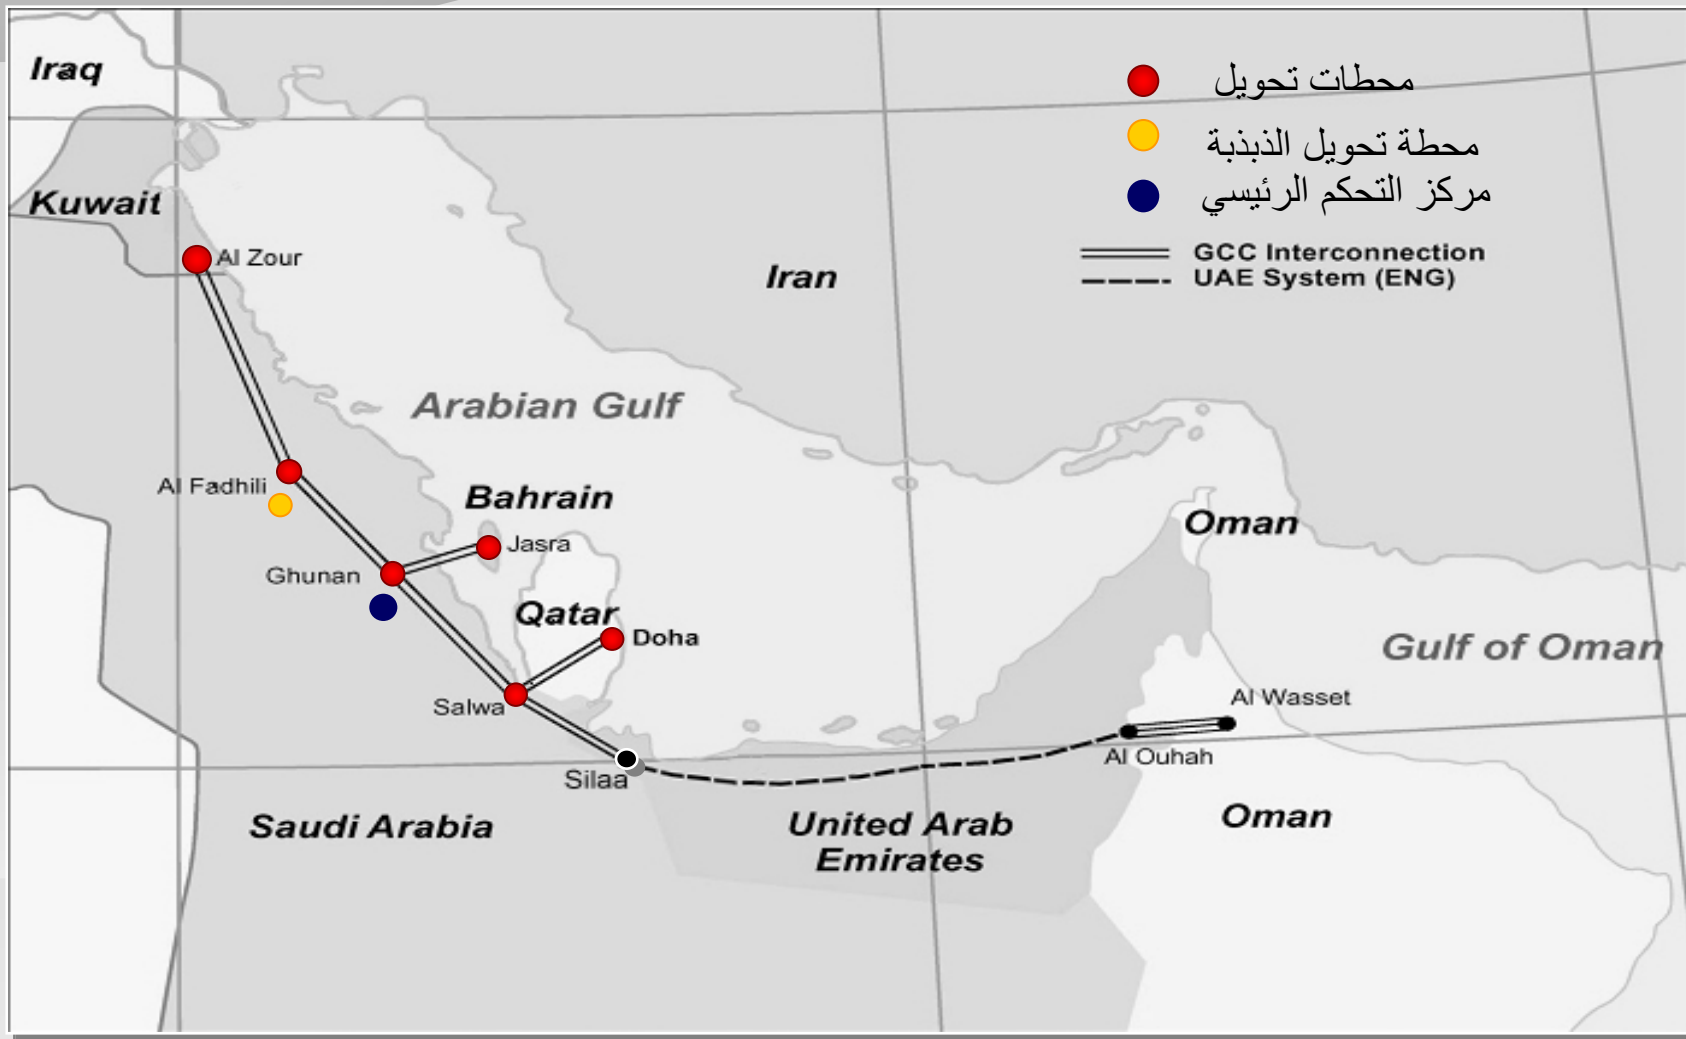 Iraq
محطات تحويل
محطة تحويل الذبذبة
مركز التحكم الرئيسي
Kuwait
GCC Interconnection
UAE System (ENG)
Al Zour
Iran
Arabian Gulf
Al Fadhili
Bahrain
Oman
Jasra
Ghunan
Qatar
Doha
Gulf of Oman
Salwa
Al Wasset
Al Ouhah
Silaa
Saudi Arabia
United Arab
Emirates
Oman